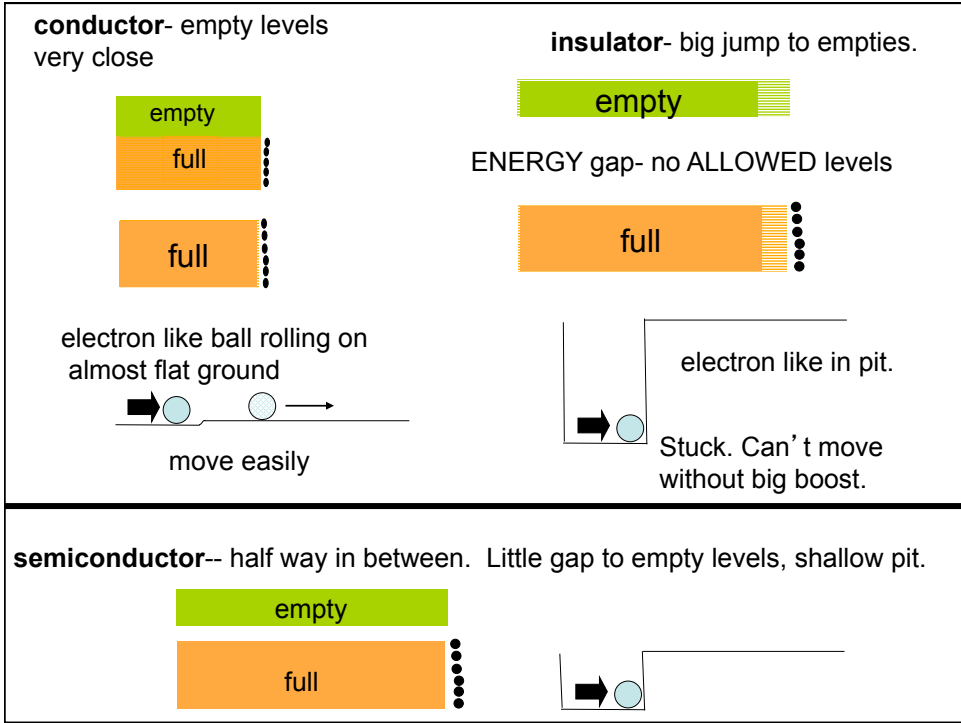 conductor- empty levels
very close
empty
full
full
electron like ball rolling on
almost flat ground
move easily
insulator- big jump to empties.
empty
ENERGY gap- no ALLOWED levels
full
electron like in pit.
Stuck. Can't move
without big boost.
semiconductor-- half way in between. Little gap to empty levels, shallow pit.
empty
full